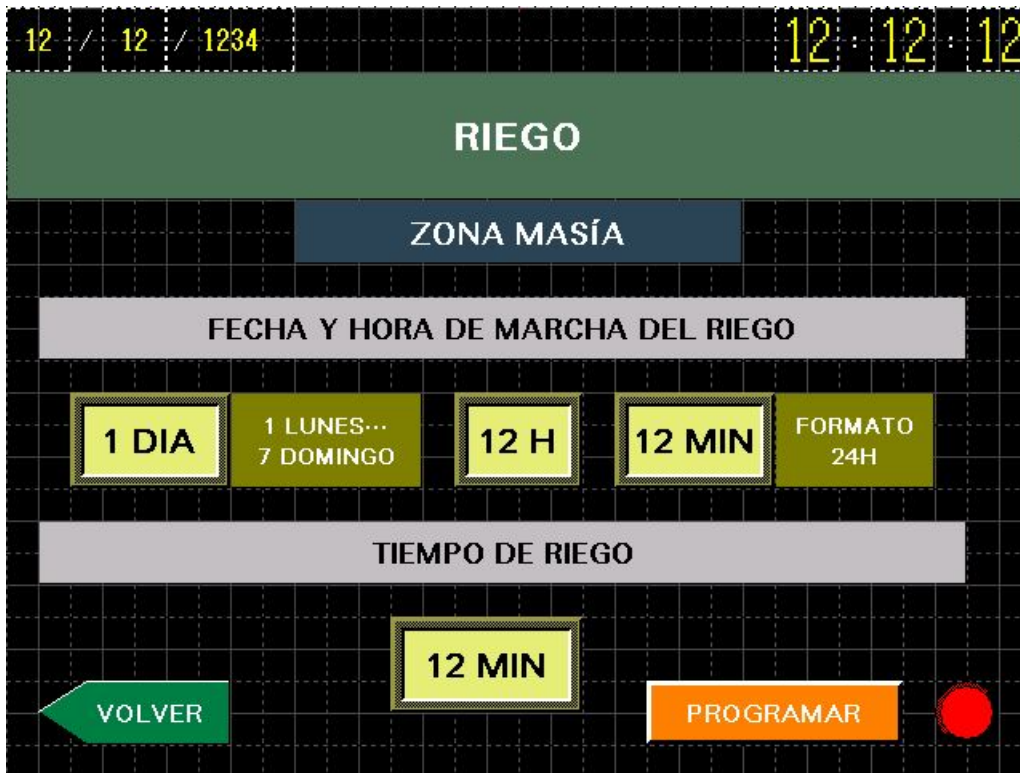 12 / 12 / 1234
12 : 12 : 12
RIEGO
ZONA MASÍA
FECHA Y HORA DE MARCHA DEL RIEGO
1 DIA
1 LUNES...
7 DOMINGO
12 H
12 MIN
FORMATO
24H
TIEMPO DE RIEGO
12 MIN
VOLVER
PROGRAMAR